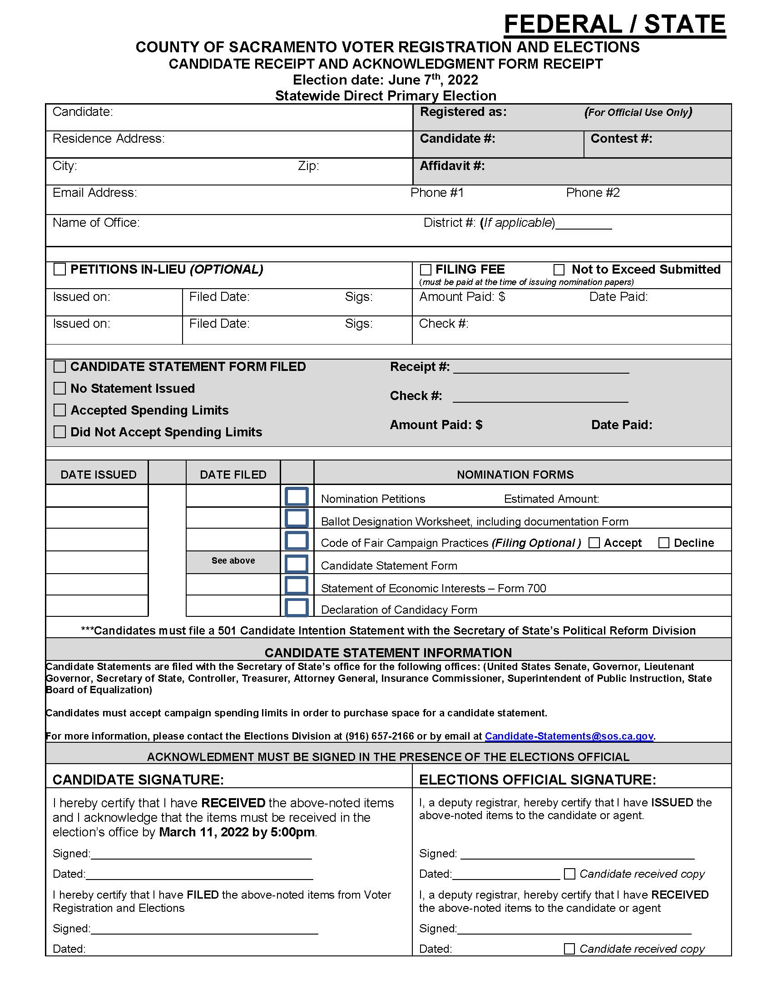 FEDERAL / STATE
COUNTY OF SACRAMENTO VOTER REGISTRATION AND ELECTIONS
CANDIDATE RECEIPT AND ACKNOWLEDGMENT FORM RECEIPT
Election date: June 7th, 2022
Statewide Direct Primary Election
Candidate: Registered as: (For Official Use Only)
Residence Address: Candidate #: Contest #:
City: Zip: Affidavit #:
Email Address: Phone #1 Phone #2
Name of Office: District #: (If applicable)_________
PETITIONS IN-LIEU (OPTIONAL) FILING FEE Not to Exceed Submitted
(must be paid at the time of issuing nomination papers)
Issued on: Filed Date: Sigs: Amount Paid: $ Date Paid:
Issued on: Filed Date: Sigs: Check #:
CANDIDATE STATEMENT FORM FILED Receipt #:
No Statement Issued
Check #:
Accepted Spending Limits
Amount Paid: $ Date Paid:
Did Not Accept Spending Limits
DATE ISSUED DATE FILED NOMINATION FORMS
Nomination Petitions Estimated Amount:
Ballot Designation Worksheet, including documentation Form
Code of Fair Campaign Practices (Filing Optional ) Accept Decline
See above Candidate Statement Form
Statement of Economic Interests – Form 700
Declaration of Candidacy Form
***Candidates must file a 501 Candidate Intention Statement with the Secretary of State's Political Reform Division
CANDIDATE STATEMENT INFORMATION
Candidate Statements are filed with the Secretary of State's office for the following offices: (United States Senate, Governor, Lieutenant
Governor, Secretary of State, Controller, Treasurer, Attorney General, Insurance Commissioner, Superintendent of Public Instruction, State
Board of Equalization)
Candidates must accept campaign spending limits in order to purchase space for a candidate statement.
For more information, please contact the Elections Division at (916) 657-2166 or by email at Candidate-Statements@sos.ca.gov.
ACKNOWLEDMENT MUST BE SIGNED IN THE PRESENCE OF THE ELECTIONS OFFICIAL
CANDIDATE SIGNATURE:
I hereby certify that I have RECEIVED the above-noted items
and I acknowledge that the items must be received in the
election's office by March 11, 2022 by 5:00pm.
Signed:
Dated:
I hereby certify that I have FILED the above-noted items from Voter
Registration and Elections
Signed:
Dated:
ELECTIONS OFFICIAL SIGNATURE:
I, a deputy registrar, hereby certify that I have ISSUED the
above-noted items to the candidate or agent.
Signed:
Dated: Candidate received copy
I, a deputy registrar, hereby certify that I have RECEIVED
the above-noted items to the candidate or agent
Signed:
Dated: Candidate received copy